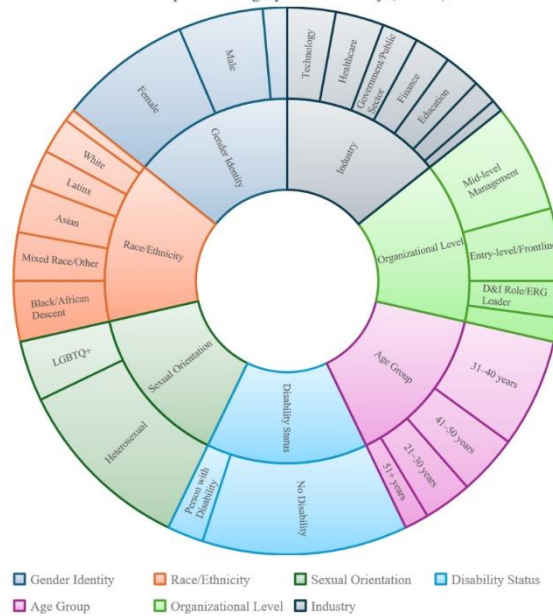 Technology
Healthcare
Government/Public
Sector
Finance
Education
Industry
Mid-level
Management
Entry-level/Frontline
D&I Role/ERG
Leader
Organizational Level
31–40 years
41–50 years
21–30 years
51+ years
Age Group
No Disability
Person with
Disability
Disability Status
Heterosexual
LGBTQ+
Sexual Orientation
Black/African
Descent
Mixed Race/Other
Asian
Latinx
White
Race/Ethnicity
Female
Male
Gender Identity
Gender Identity
Race/Ethnicity
Sexual Orientation
Disability Status
Age Group
Organizational Level
Industry